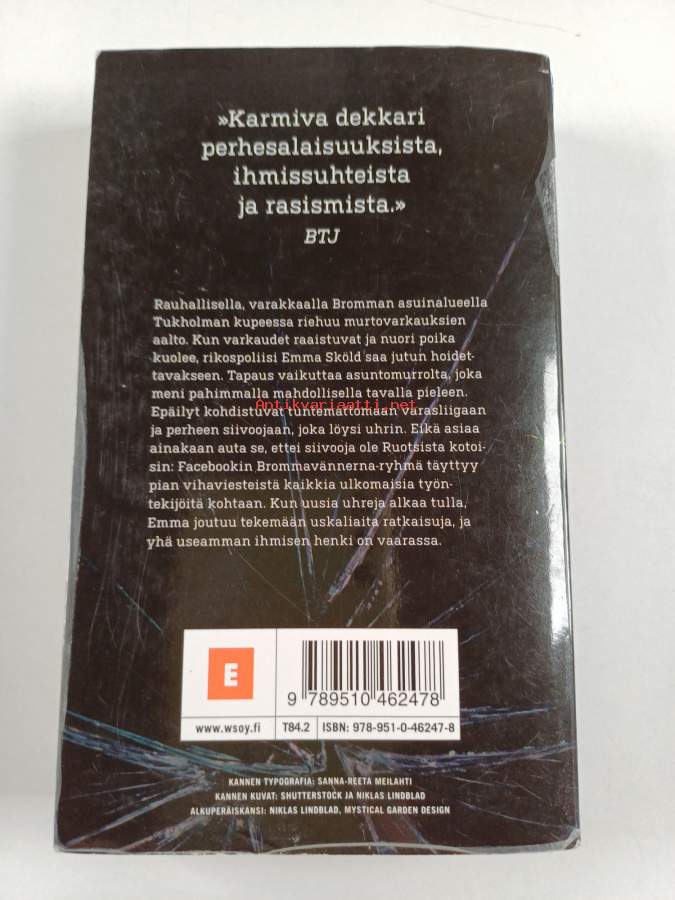 »Karmiva dekkari
perhesalaisuuksista,
ihmissuhteista
ja rasismista.»
BTJ
Rauhallisella, varakkaalla Bromman asuinalueella
Tukholman kupeessa riehuu murtovarkauksien
aalto. Kun varkaudet raaistuvat ja nuori poika
kuolee, rikospoliisi Emma Sköld saa jutun hoidet-
tavakseen. Tapaus vaikuttaa asuntomurrolta, joka
meni pahimmalla mahdollisella tavalla pieleen.
Antikvariaatti.net
Epäilyt kohdistuvat tuntemattomaan varasliigaan
ja perheen siivoojaan, joka löysi uhrin. Eikä asiaa
ainakaan auta se, ettei siivooja ole Ruotsista kotoi-
sin: Facebookin Brommavännerna-ryhmä täyttyy
pian vihaviesteistä kaikkia ulkomaisia työn-
tekijöitä kohtaan. Kun uusia uhreja alkaa tulla,
Emma joutuu tekemään uskaliaita ratkaisuja, ja
yhä useamman ihmisen henki on vaarassa.
E
9 789510 462478
www.wsoy.fi
T84.2
ISBN: 978-951-0-46247-8
KANNEN TYPOGRAFIA: SANNA-REETA MEILAHTI
KANNEN KUVAT: SHUTTERSTOCK JA NIKLAS LINDBLAD
ALKUPERÄISKANSI: NIKLAS LINDBLAD, MYSTICAL GARDEN DESIGN